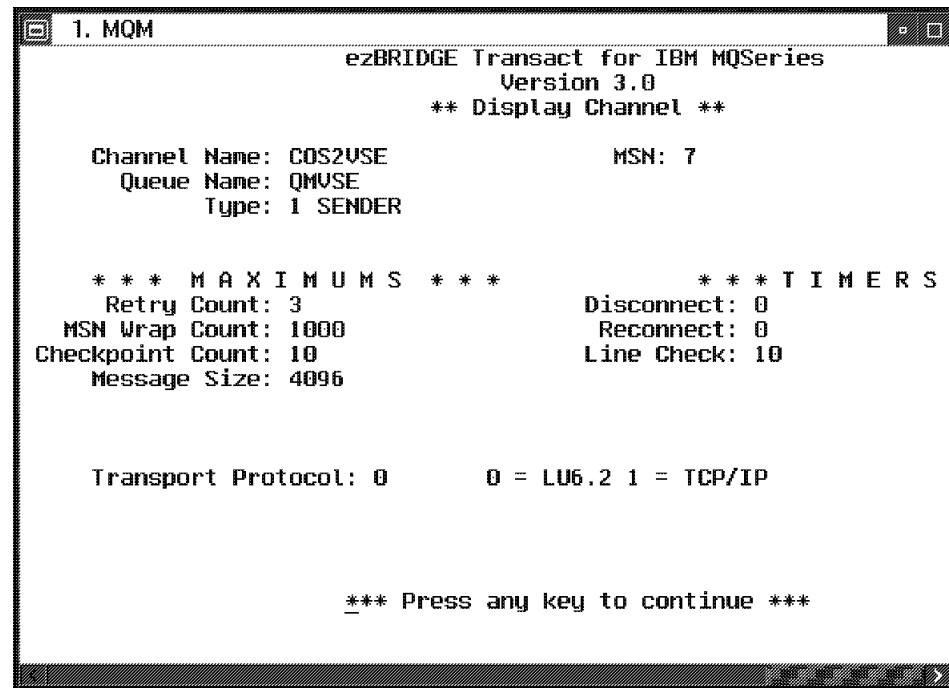 1. MQM
ezBRIDGE Transact for IBM MQSeries
Version 3.0
** Display Channel **
Channel Name: COS2VSE MSN: 7
Queue Name: QMVSE
Type: 1 SENDER
* * * M A X I M U M S * * * * * * T I M E R S
Retry Count: 3 Disconnect: 0
MSN Wrap Count: 1000 Reconnect: 0
Checkpoint Count: 10 Line Check: 10
Message Size: 4096
Transport Protocol: 0 0 = LU6.2 1 = TCP/IP
*** Press any key to continue ***